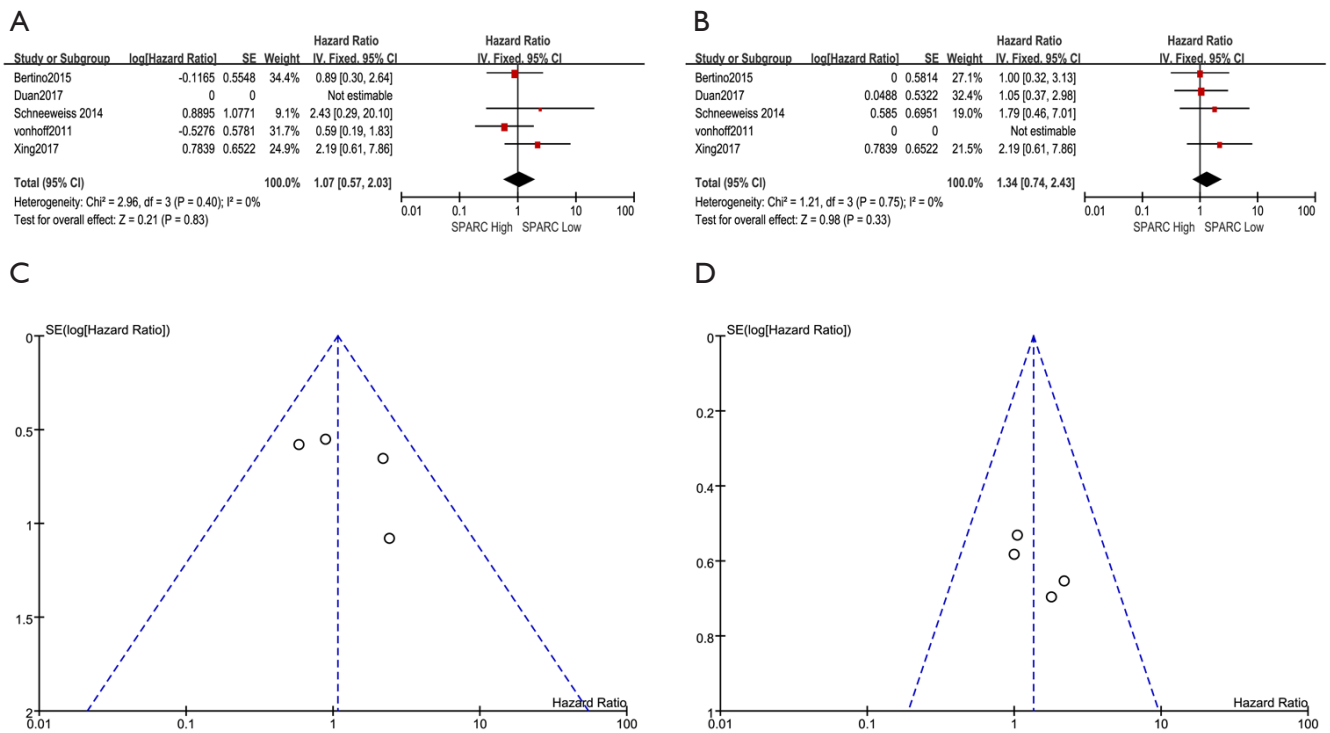 A
Hazard Ratio Hazard Ratio
Study or Subgroup log[Hazard Ratio] SE Weight IV. Fixed. 95% CI IV. Fixed. 95% CI
Bertino2015 -0.1165 0.5548 34.4% 0.89 [0.30, 2.64]
Duan2017 0 0 Not estimable
Schneeweiss 2014 0.8895 1.0771 9.1% 2.43 [0.29, 20.10]
vonhoff2011 -0.5276 0.5781 31.7% 0.59 [0.19, 1.83]
Xing2017 0.7839 0.6522 24.9% 2.19 [0.61, 7.86]
Total (95% CI) 100.0% 1.07 [0.57, 2.03]
Heterogeneity: Chi² = 2.96, df = 3 (P = 0.40); I² = 0%
Test for overall effect: Z = 0.21 (P = 0.83)
0.01 0.1 1 10 100
SPARC High SPARC Low
B
Hazard Ratio Hazard Ratio
Study or Subgroup log[Hazard Ratio] SE Weight IV. Fixed. 95% CI IV. Fixed. 95% CI
Bertino2015 0 0.5814 27.1% 1.00 [0.32, 3.13]
Duan2017 0.0488 0.5322 32.4% 1.05 [0.37, 2.98]
Schneeweiss 2014 0.585 0.6951 19.0% 1.79 [0.46, 7.01]
vonhoff2011 0 0 Not estimable
Xing2017 0.7839 0.6522 21.5% 2.19 [0.61, 7.86]
Total (95% CI) 100.0% 1.34 [0.74, 2.43]
Heterogeneity: Chi² = 1.21, df = 3 (P = 0.75); I² = 0%
Test for overall effect: Z = 0.98 (P = 0.33)
0.01 0.1 1 10 100
SPARC High SPARC Low
C
SE(log[Hazard Ratio])
0
0.5
1
1.5
2
Hazard Ratio
0.01 0.1 1 10 100
D
SE(log[Hazard Ratio])
0
0.2
0.4
0.6
0.8
1
Hazard Ratio
0.01 0.1 1 10 100